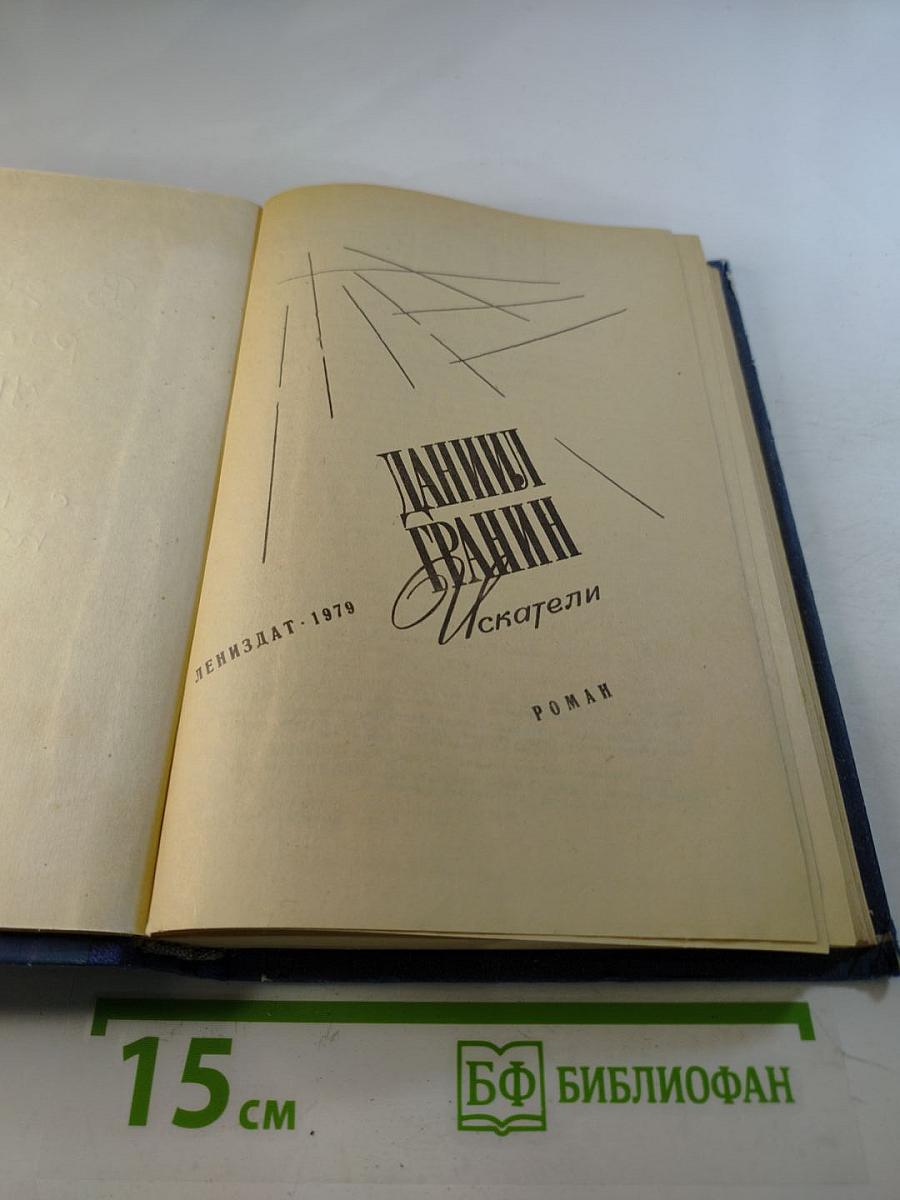 ДАНИИЛ
ГРАНИН
Искатели
ЛЕНИЗДАТ·1979
РОМАН
15 см
БФ БИБЛИОФАН